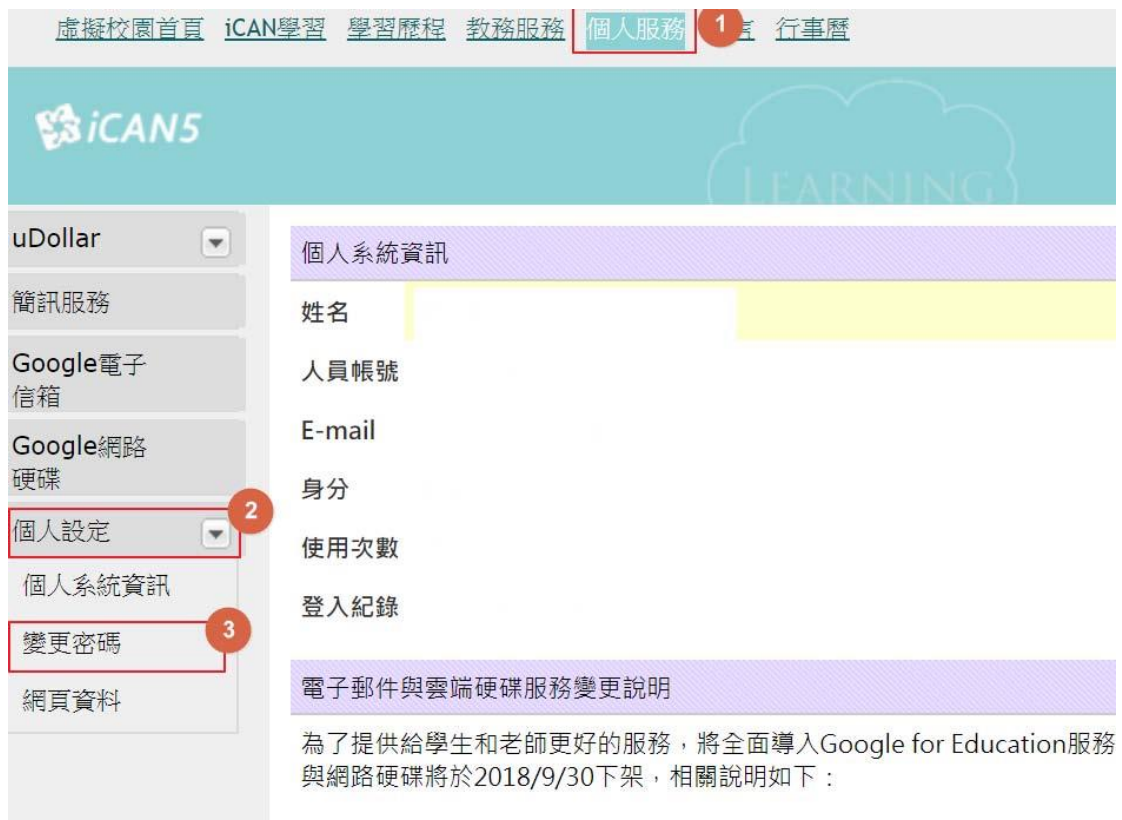 虛擬校園首頁 iCAN學習 學習歷程 教務服務 個人服務 1 行事曆
iCAN5
LEARNING
uDollar
簡訊服務
Google電子
信箱
Google網路
硬碟
個人設定 2
個人系統資訊
變更密碼 3
網頁資料
個人系統資訊
姓名
人員帳號
E-mail
身分
使用次數
登入紀錄
電子郵件與雲端硬碟服務變更說明
為了提供給學生和老師更好的服務，將全面導入Google for Education服務
與網路硬碟將於2018/9/30下架，相關說明如下：